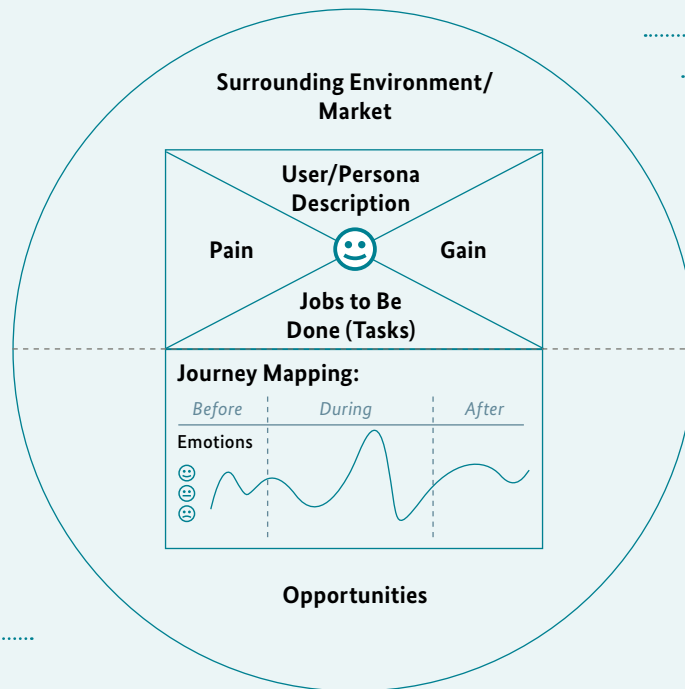 Surrounding Environment/
Market
User/Persona
Description
Pain
Gain
Jobs to Be
Done (Tasks)
Journey Mapping:
Before
During
After
Emotions
Opportunities